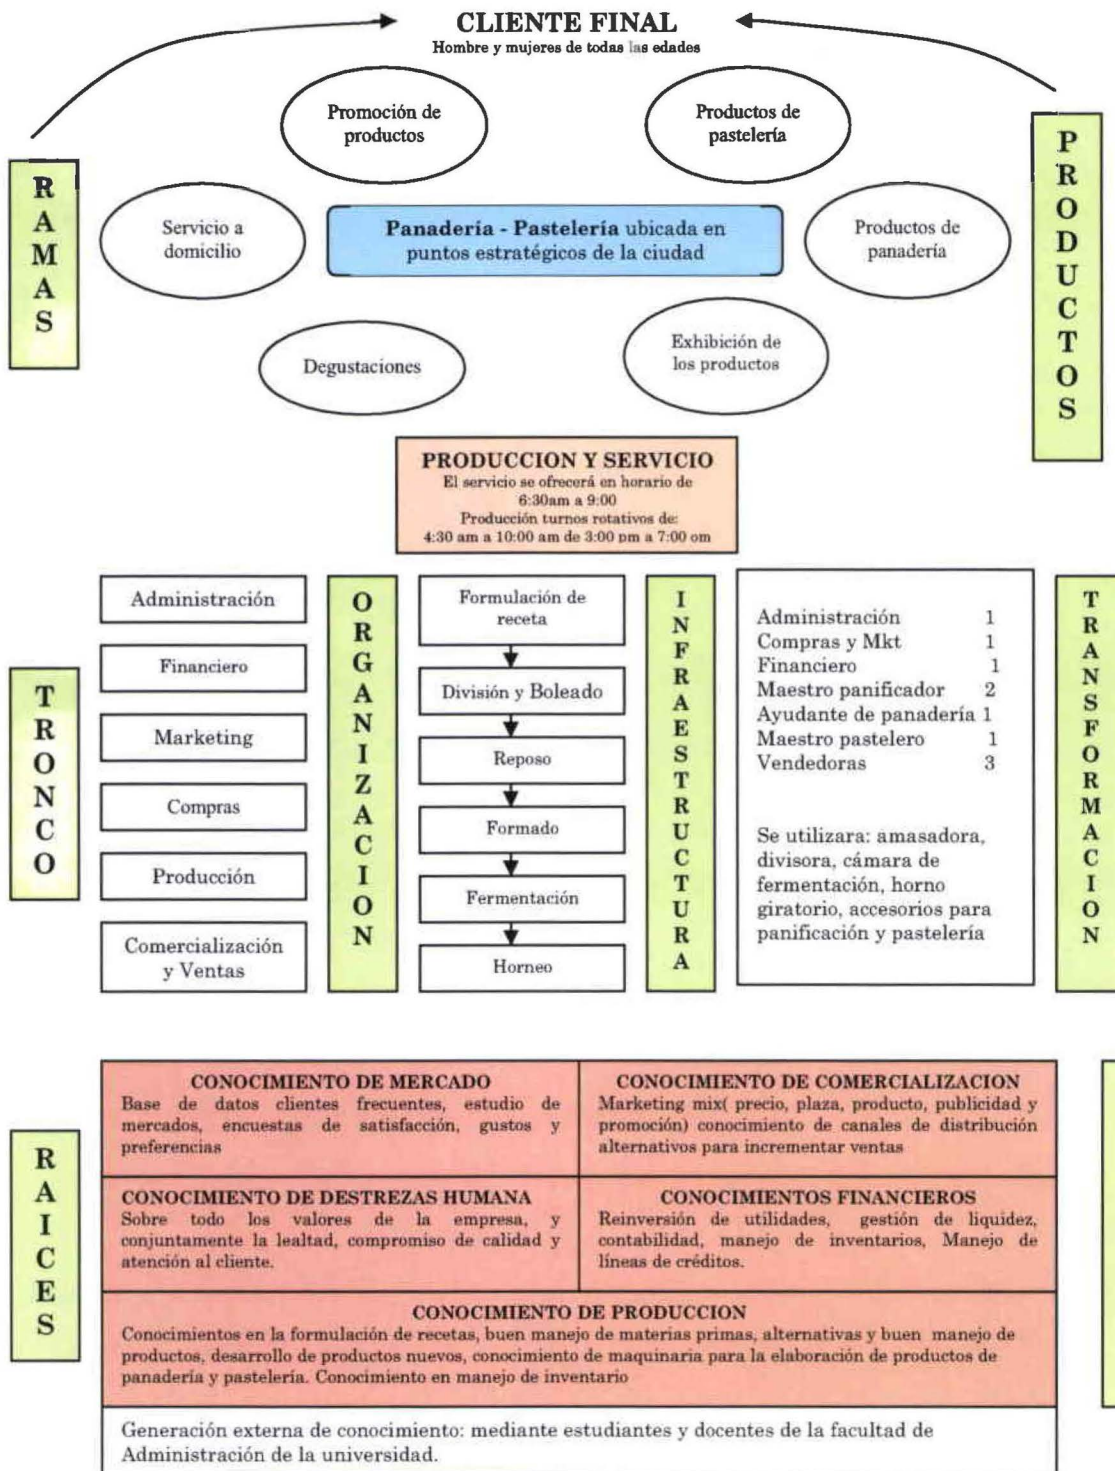 CLIENTE FINAL
Hombre y mujeres de todas las edades
Promoción de
productos
Productos de
pastelería
RAMAS
Servicio a
domicilio
Panadería - Pastelería ubicada en
puntos estratégicos de la ciudad
Productos de
panadería
PRODUCTOS
Degustaciones
Exhibición de
los productos
PRODUCCION Y SERVICIO
El servicio se ofrecerá en horario de
6:30am a 9:00
Producción turnos rotativos de:
4:30 am a 10:00 am de 3:00 pm a 7:00 om
TRONCO
Administración
Financiero
Marketing
Compras
Producción
Comercialización
y Ventas
ORGANIZACION
Formulación de
receta
División y Boleado
Reposo
Formado
Fermentación
Horneo
INFRAESTRUCTURA
Administración 1
Compras y Mkt 1
Financiero 1
Maestro panificador 2
Ayudante de panadería 1
Maestro pastelero 1
Vendedoras 3
Se utilizara: amasadora,
divisora, cámara de
fermentación, horno
giratorio, accesorios para
panificación y pastelería
TRANSFORMACION
RAICES
CONOCIMIENTO DE MERCADO
Base de datos clientes frecuentes, estudio de
mercados, encuestas de satisfacción, gustos y
preferencias
CONOCIMIENTO DE COMERCIALIZACION
Marketing mix( precio, plaza, producto, publicidad y
promoción) conocimiento de canales de distribución
alternativos para incrementar ventas
CONOCIMIENTO DE DESTREZAS HUMANA
Sobre todo los valores de la empresa, y
conjuntamente la lealtad, compromiso de calidad y
atención al cliente.
CONOCIMIENTOS FINANCIEROS
Reinversión de utilidades, gestión de liquidez,
contabilidad, manejo de inventarios, Manejo de
líneas de créditos.
CONOCIMIENTO DE PRODUCCION
Conocimientos en la formulación de recetas, buen manejo de materias primas, alternativas y buen manejo de
productos, desarrollo de productos nuevos, conocimiento de maquinaria para la elaboración de productos de
panadería y pastelería. Conocimiento en manejo de inventario
Generación externa de conocimiento: mediante estudiantes y docentes de la facultad de
Administración de la universidad.